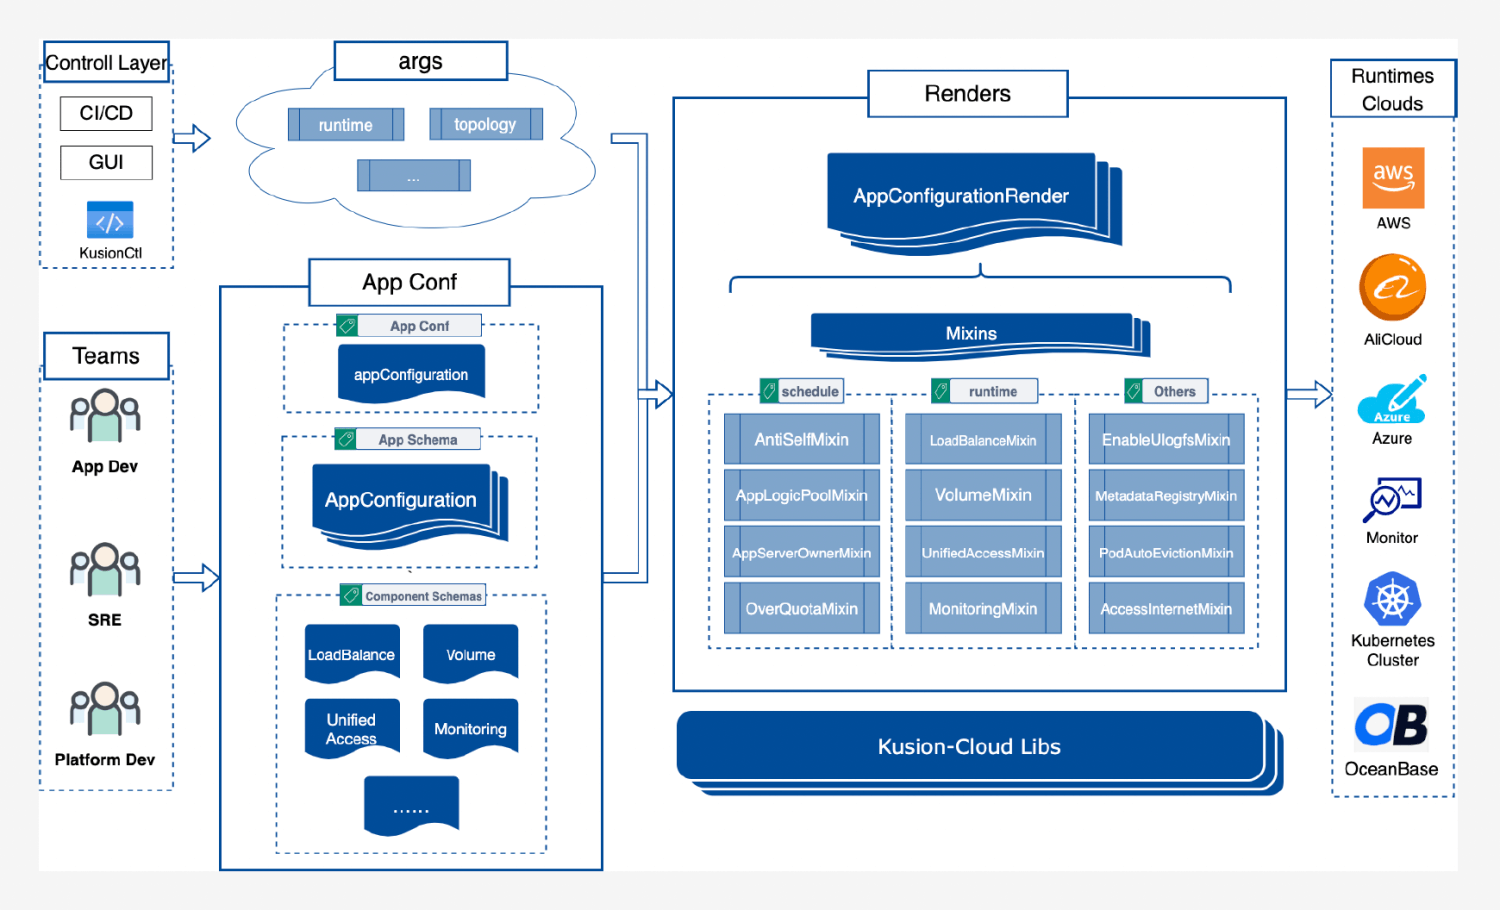 Controll Layer
CI/CD
GUI
KusionCtl
args
runtime
topology
...
Teams
App Dev
SRE
Platform Dev
App Conf
App Conf
appConfiguration
App Schema
AppConfiguration
Component Schemas
LoadBalance
Volume
Unified
Access
Monitoring
......
Renders
AppConfigurationRender
Mixins
schedule
AntiSelfMixin
AppLogicPoolMixin
AppServerOwnerMixin
OverQuotaMixin
runtime
LoadBalanceMixin
VolumeMixin
UnifiedAccessMixin
MonitoringMixin
Others
EnableUlogfsMixin
MetadataRegistryMixin
PodAutoEvictionMixin
AccessInternetMixin
Kusion-Cloud Libs
Runtimes
Clouds
aws
AWS
AliCloud
Azure
Azure
Monitor
Kubernetes
Cluster
OB
OceanBase